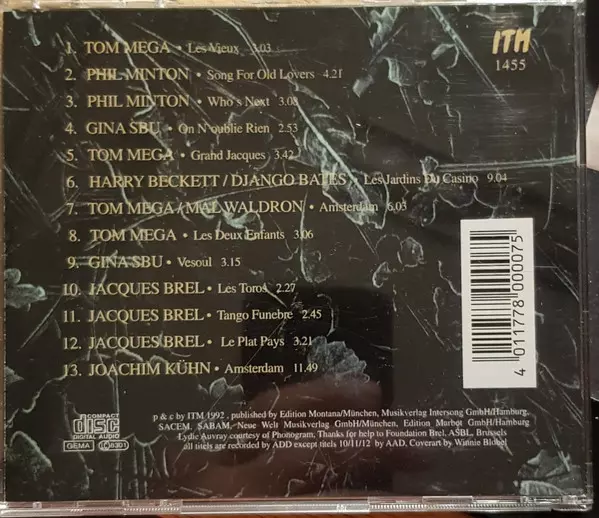 ITM
1455
1. TOM MEGA • Les Vieux 3.03
2. PHIL MINTON • Song For Old Lovers 4.21
3. PHIL MINTON • Who's Next 3.08
4. GINA SBU • On N'oublie Rien 2.53
5. TOM MEGA • Grand Jacques 3.42
6. HARRY BECKETT / DJANGO BATES • Les Jardins Du Casino 9.04
7. TOM MEGA / MAL WALDRON • Amsterdam 6.03
8. TOM MEGA • Les Deux Enfants 3.06
9. GINA SBU • Vesoul 3.15
10. JACQUES BREL • Les Toros 2.27
11. JACQUES BREL • Tango Funebre 2.45
12. JACQUES BREL • Le Plat Pays 3.21
13. JOACHIM KÜHN • Amsterdam 11.49
4 011778 000075
COMPACT
disc
DIGITAL AUDIO
GEMA LC 8301
p & c by ITM 1992, published by Edition Montana/München, Musikverlag Intersong GmbH/Hamburg,
SACEM, SABAM, Neue Welt Musikverlag GmbH/München, Edition Marbot GmbH/Hamburg
Lydie Auvray courtesy of Phonogram, Thanks for help to Foundation Brel, ASBL, Brussels
all titels are recorded by ADD except titels 10/11/12 by AAD, Coverart by Winnie Blobel